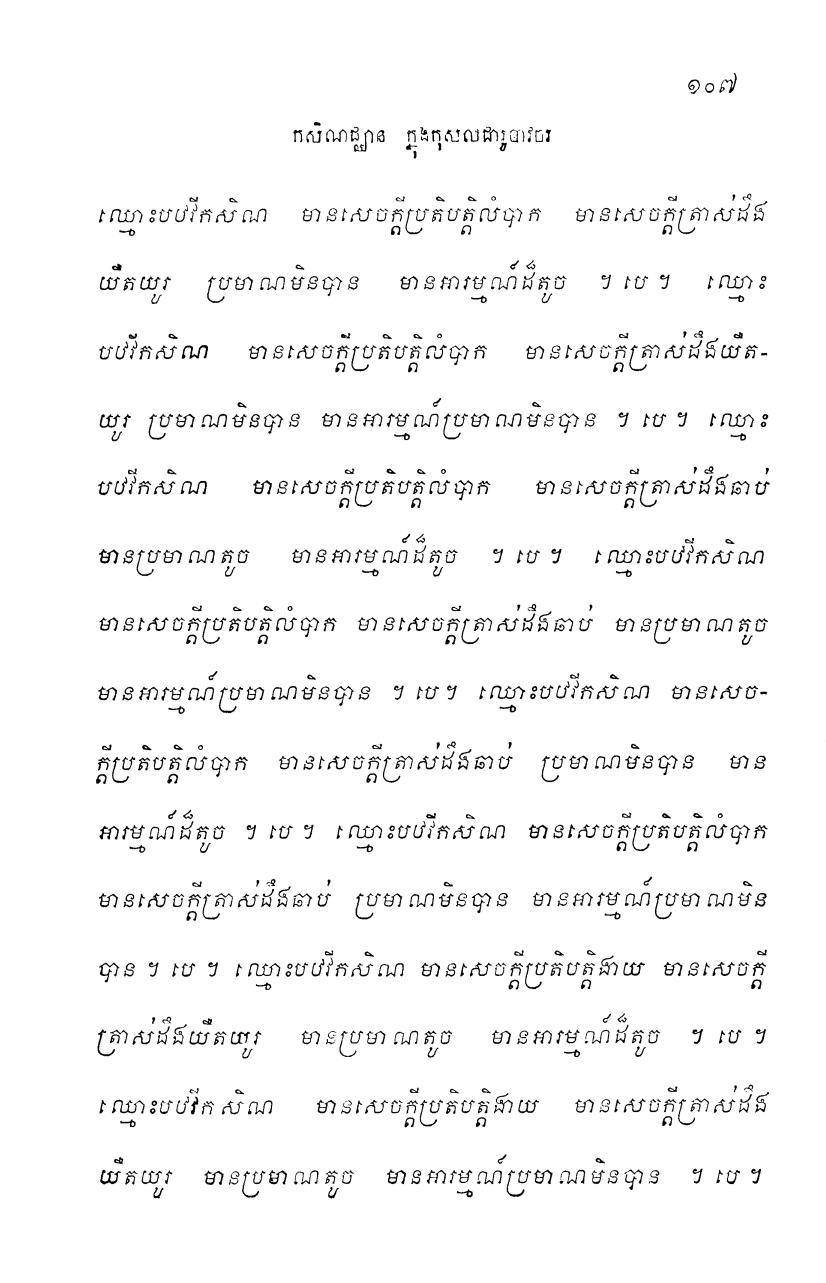 ១០៧
កសិណជ្ឈាន ក្នុងកុសលជារូបាវចរ
ឈ្មោះបឋវីកសិណ មានសេចក្តីប្រតិបត្តិលំបាក មានសេចក្តីត្រាស់ដឹង
យឺតយូរ ប្រមាណមិនបាន មានអារម្មណ៍ដ៏តូច ។ បេ ។ ឈ្មោះ
បឋវីកសិណ មានសេចក្តីប្រតិបត្តិលំបាក មានសេចក្តីត្រាស់ដឹងយឺត-
យូរ ប្រមាណមិនបាន មានអារម្មណ៍ប្រមាណមិនបាន ។ បេ ។ ឈ្មោះ
បឋវីកសិណ មានសេចក្តីប្រតិបត្តិលំបាក មានសេចក្តីត្រាស់ដឹងឆាប់
មានប្រមាណតូច មានអារម្មណ៍ដ៏តូច ។ បេ ។ ឈ្មោះបឋវីកសិណ
មានសេចក្តីប្រតិបត្តិលំបាក មានសេចក្តីត្រាស់ដឹងឆាប់ មានប្រមាណតូច
មានអារម្មណ៍ប្រមាណមិនបាន ។ បេ ។ ឈ្មោះបឋវីកសិណ មានសេច-
ក្តីប្រតិបត្តិលំបាក មានសេចក្តីត្រាស់ដឹងឆាប់ ប្រមាណមិនបាន មាន
អារម្មណ៍ដ៏តូច ។ បេ ។ ឈ្មោះបឋវីកសិណ មានសេចក្តីប្រតិបត្តិលំបាក
មានសេចក្តីត្រាស់ដឹងឆាប់ ប្រមាណមិនបាន មានអារម្មណ៍ប្រមាណមិន
បាន ។ បេ ។ ឈ្មោះបឋវីកសិណ មានសេចក្តីប្រតិបត្តិងាយ មានសេចក្តី
ត្រាស់ដឹងយឺតយូរ មានប្រមាណតូច មានអារម្មណ៍ដ៏តូច ។ បេ ។
ឈ្មោះបឋវីកសិណ មានសេចក្តីប្រតិបត្តិងាយ មានសេចក្តីត្រាស់ដឹង
យឺតយូរ មានប្រមាណតូច មានអារម្មណ៍ប្រមាណមិនបាន ។ បេ ។